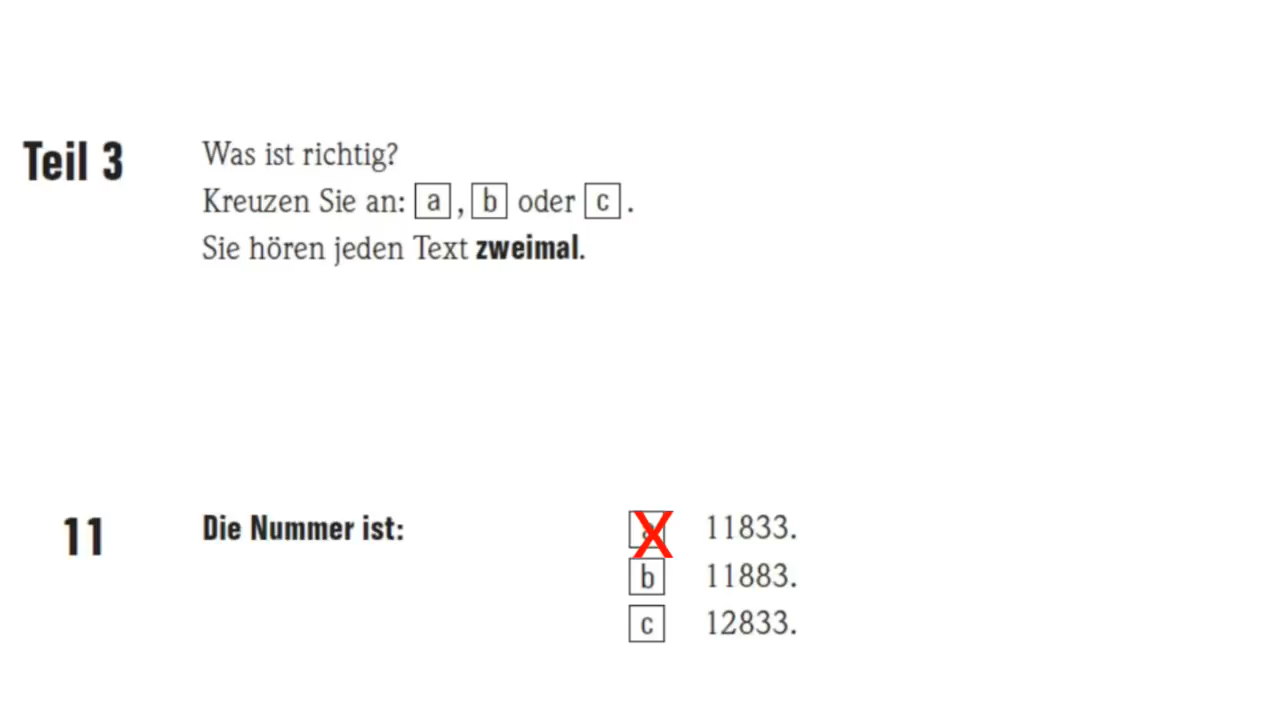 Teil 3 Was ist richtig?
Kreuzen Sie an: a, b oder c.
Sie hören jeden Text zweimal.
11 Die Nummer ist: a 11833.
b 11883.
c 12833.